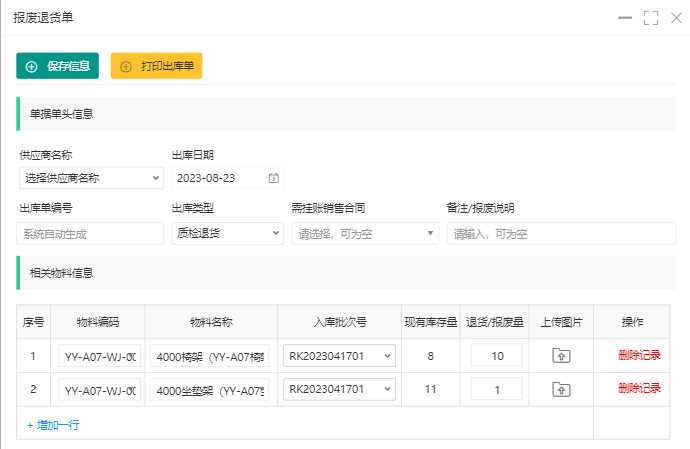 报废退货单
保存信息 打印出库单
单据单头信息
供应商名称 出库日期
选择供应商名称 2023-08-23
出库单编号 出库类型 需挂账销售合同 备注/报废说明
系统自动生成 质检退货 请选择，可为空 请输入，可为空
相关物料信息
序号 物料编码 物料名称 入库批次号 现有库存量 退货/报废量 上传图片 操作
1 YY-A07-WJ-0 4000椅架（YY-A07椅 RK2023041701 8 10 删除记录
2 YY-A07-WJ-0 4000坐垫架（YY-A07 RK2023041701 11 1 删除记录
+ 增加一行